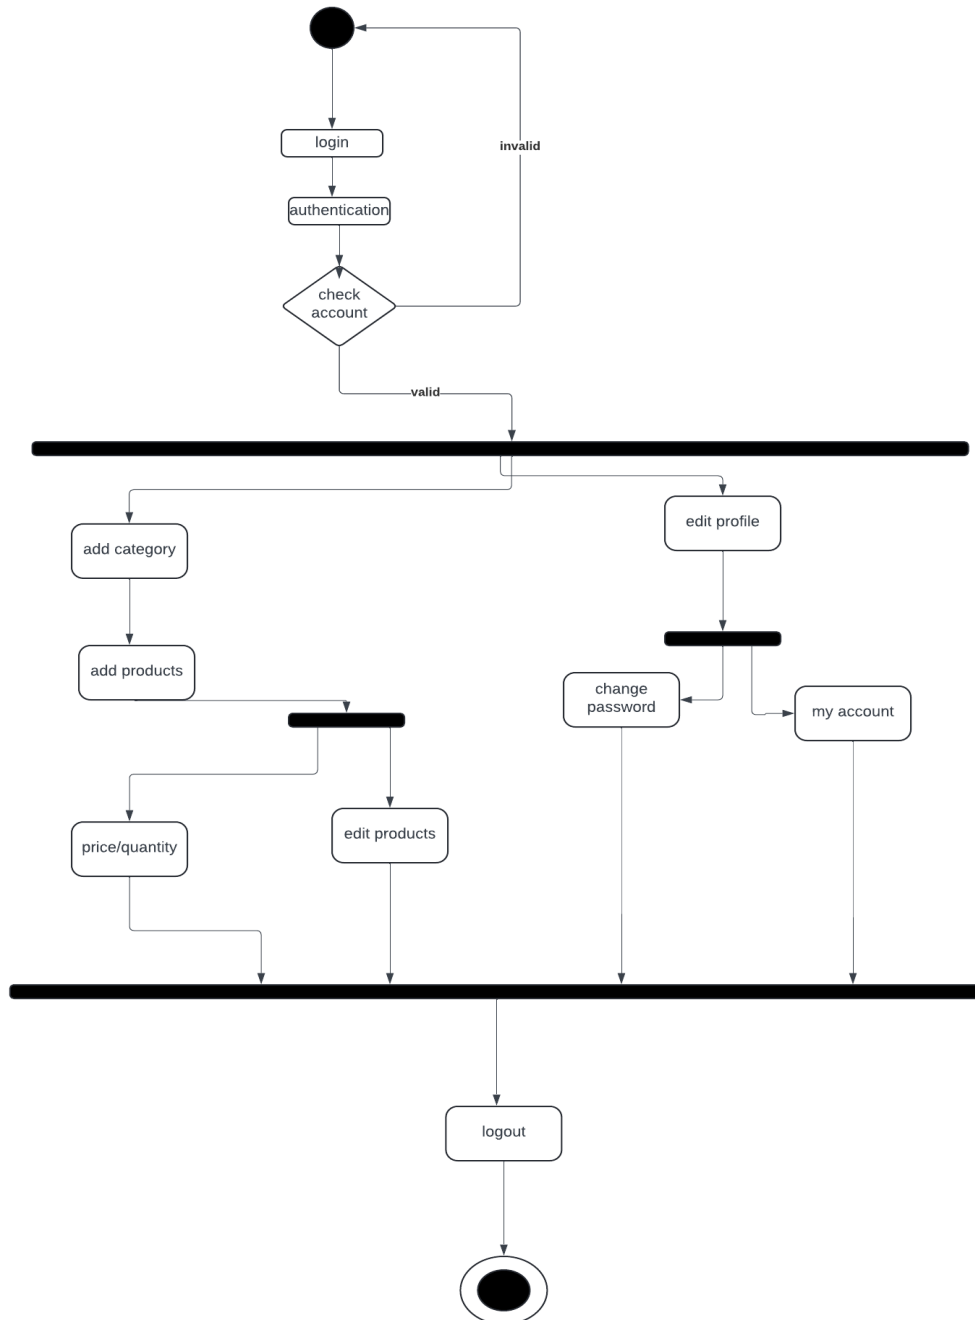 login
invalid
authentication
check
account
valid
edit profile
add category
add products
change
password
my account
edit products
price/quantity
logout